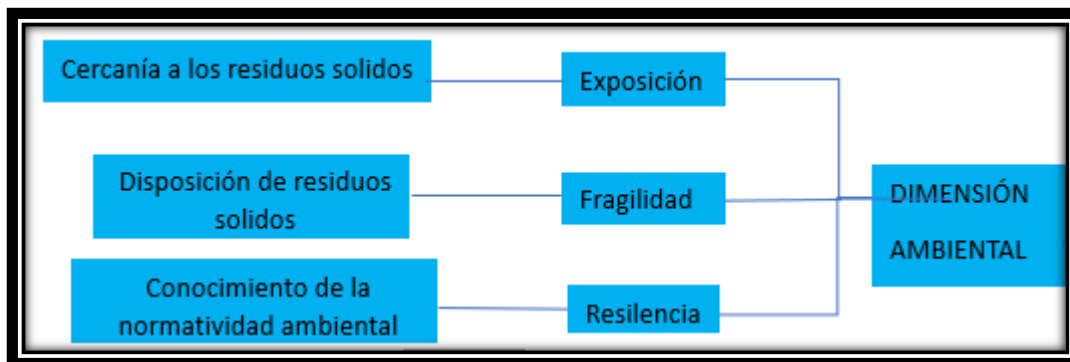 Cercanía a los residuos solidos
Exposición
Disposición de residuos
solidos
Fragilidad
DIMENSIÓN
AMBIENTAL
Conocimiento de la
normatividad ambiental
Resilencia